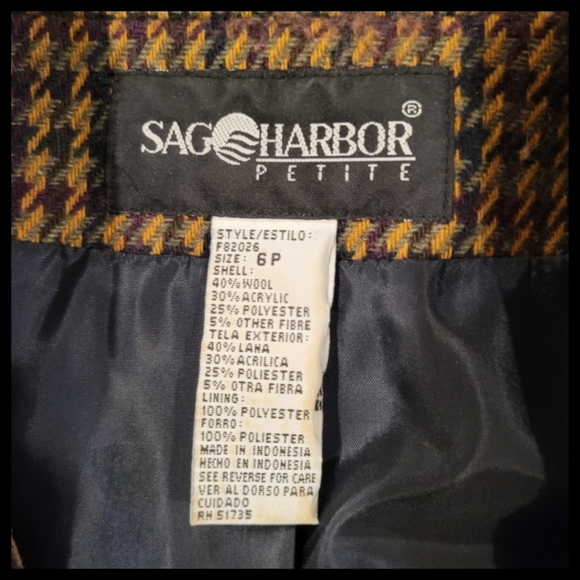 SAG HARBOR ®
PETITE
STYLE/ESTILO:
F82026
SIZE: 6P
SHELL:
40% WOOL
30% ACRYLIC
25% POLYESTER
5% OTHER FIBRE
TELA EXTERIOR:
40% LANA
30% ACRILICA
25% POLIESTER
5% OTRA FIBRA
LINING:
100% POLYESTER
FORRO:
100% POLIESTER
MADE IN INDONESIA
HECHO EN INDONESIA
SEE REVERSE FOR CARE
VER AL DORSO PARA
CUIDADO
RN 51735